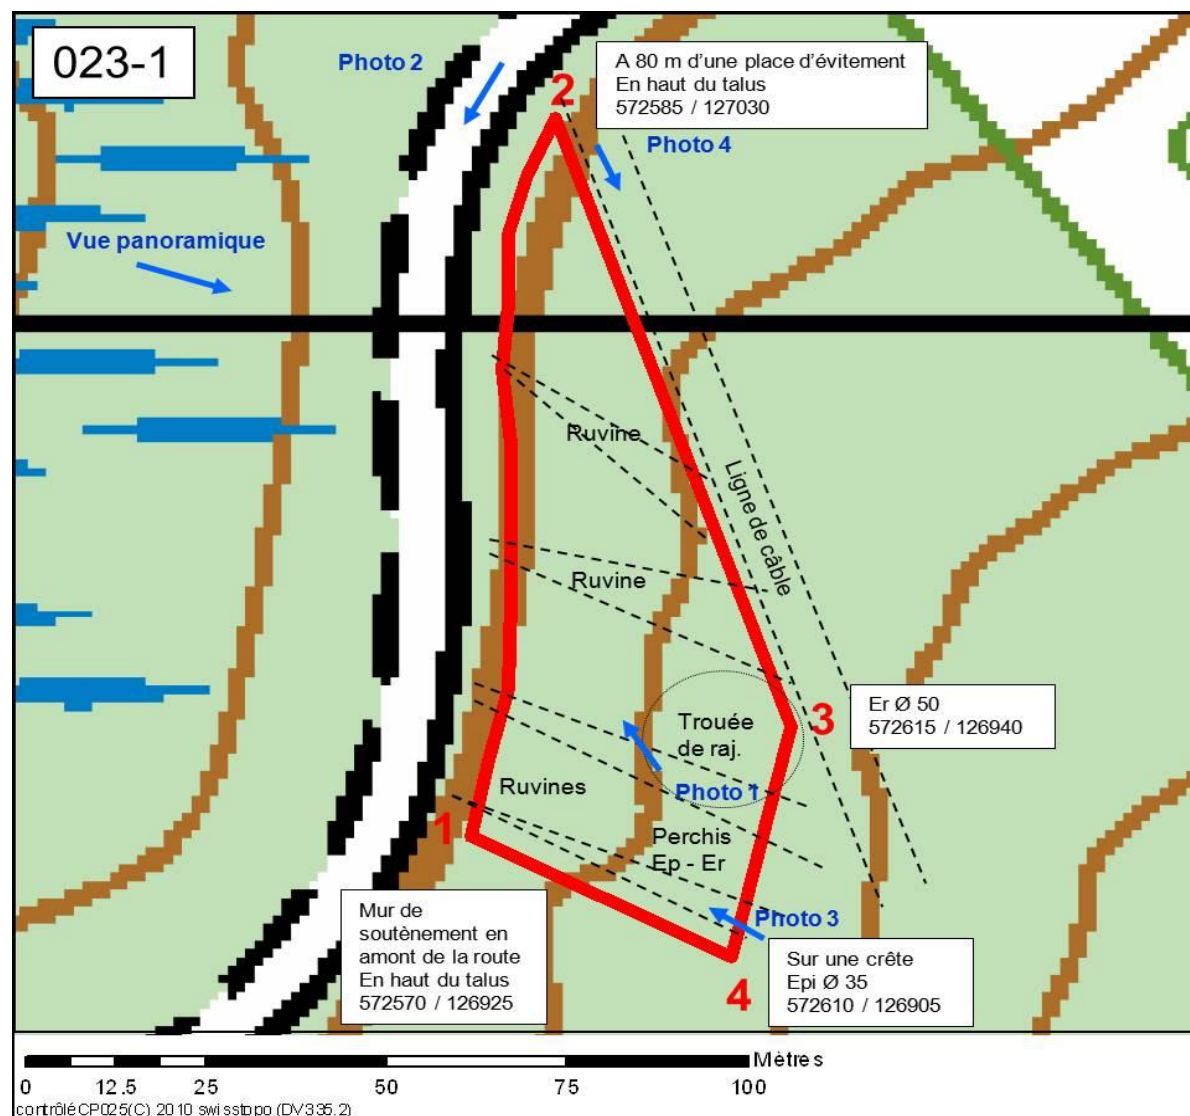 023-1
Photo 2
2
A 80 m d'une place d'évitement
En haut du talus
572585 / 127030
Photo 4
Vue panoramique
Ruvine
Ligne de câble
Ruvine
Trouée
de raj.
3
Er Ø 50
572615 / 126940
Ruvines
Photo 1
1
Perchis
Ep - Er
Mur de
soutènement en
amont de la route
En haut du talus
572570 / 126925
Photo 3
4
Sur une crête
Epi Ø 35
572610 / 126905
Mètres
0 12.5 25 50 75 100
contrôléCP025(C) 2010 swisstopo (DV335.2)